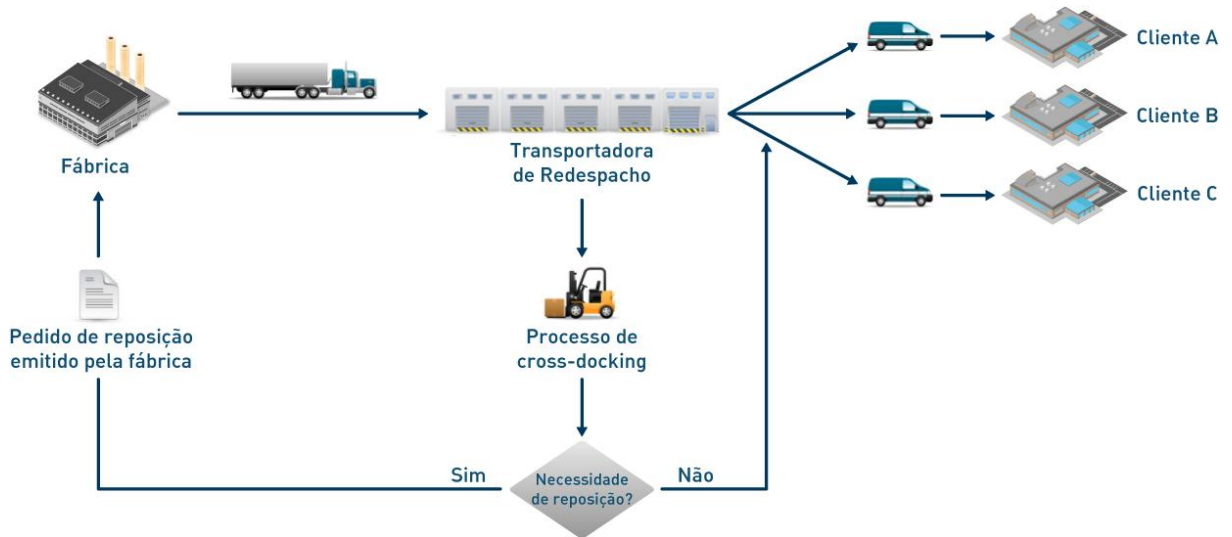 Cliente A
Cliente B
Fábrica
Transportadora
de Redespacho
Cliente C
Pedido de reposição
emitido pela fábrica
Processo de
cross-docking
Sim
Necessidade
de reposição?
Não